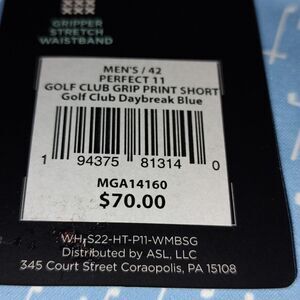 GRIPPER
STRETCH
WAISTBAND
MEN'S / 42
PERFECT 11
GOLF CLUB GRIP PRINT SHORT
Golf Club Daybreak Blue
1 94375 81314 0
MGA14160
$70.00
WH-S22-HT-P11-WMBSG
Distributed by ASL, LLC
345 Court Street Coraopolis, PA 15108